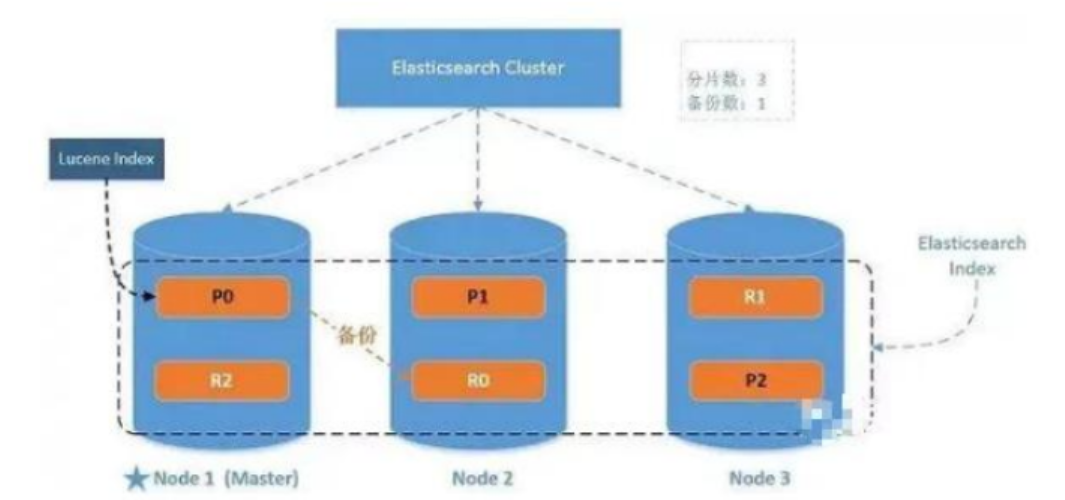 Elasticsearch Cluster
分片数：3
备份数：1
Lucene Index
Elasticsearch
Index
P0
P1
R1
备份
R2
R0
P2
Node 1 (Master)
Node 2
Node 3